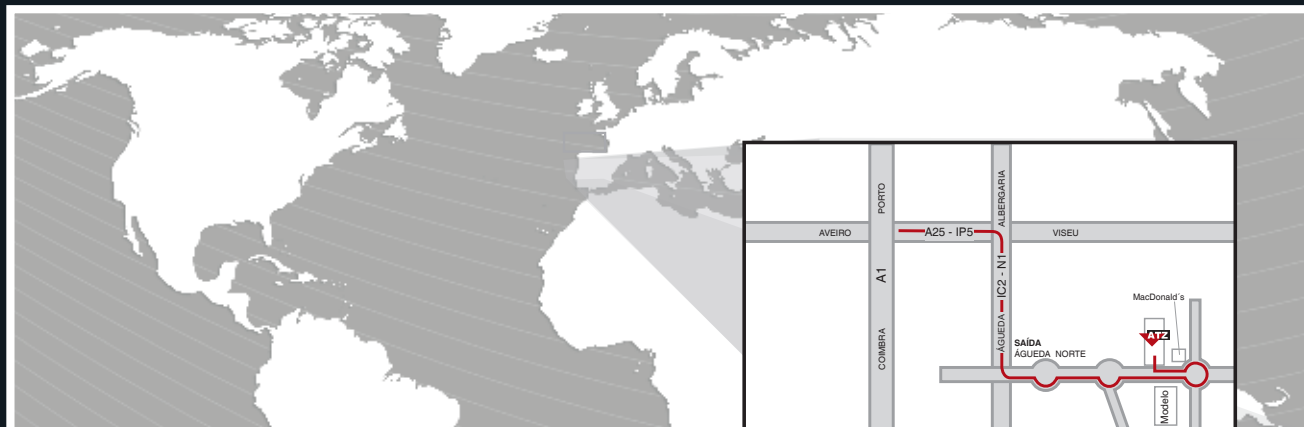 PORTO
ALBERGARIA
AVEIRO
A25 - IP5
VISEU
A1
IC2 - N1
MacDonald´s
ATZ
COIMBRA
ÁGUEDA
SAÍDA
ÁGUEDA NORTE
Modelo